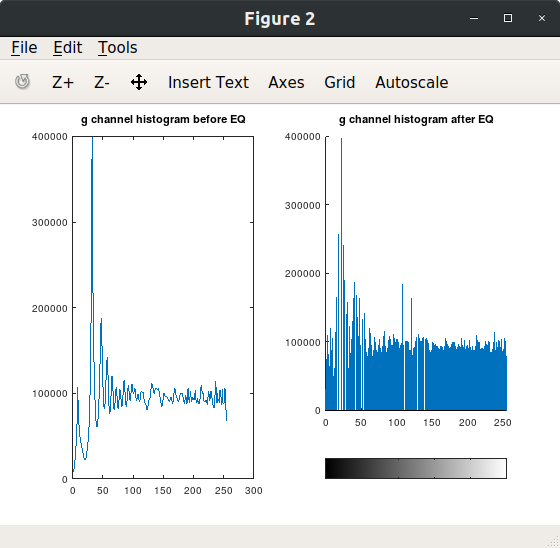 Figure 2
File Edit Tools
Z+ Z- Insert Text Axes Grid Autoscale
g channel histogram before EQ
400000
300000
200000
100000
0
0 50 100 150 200 250 300
g channel histogram after EQ
400000
300000
200000
100000
0
0 50 100 150 200 250